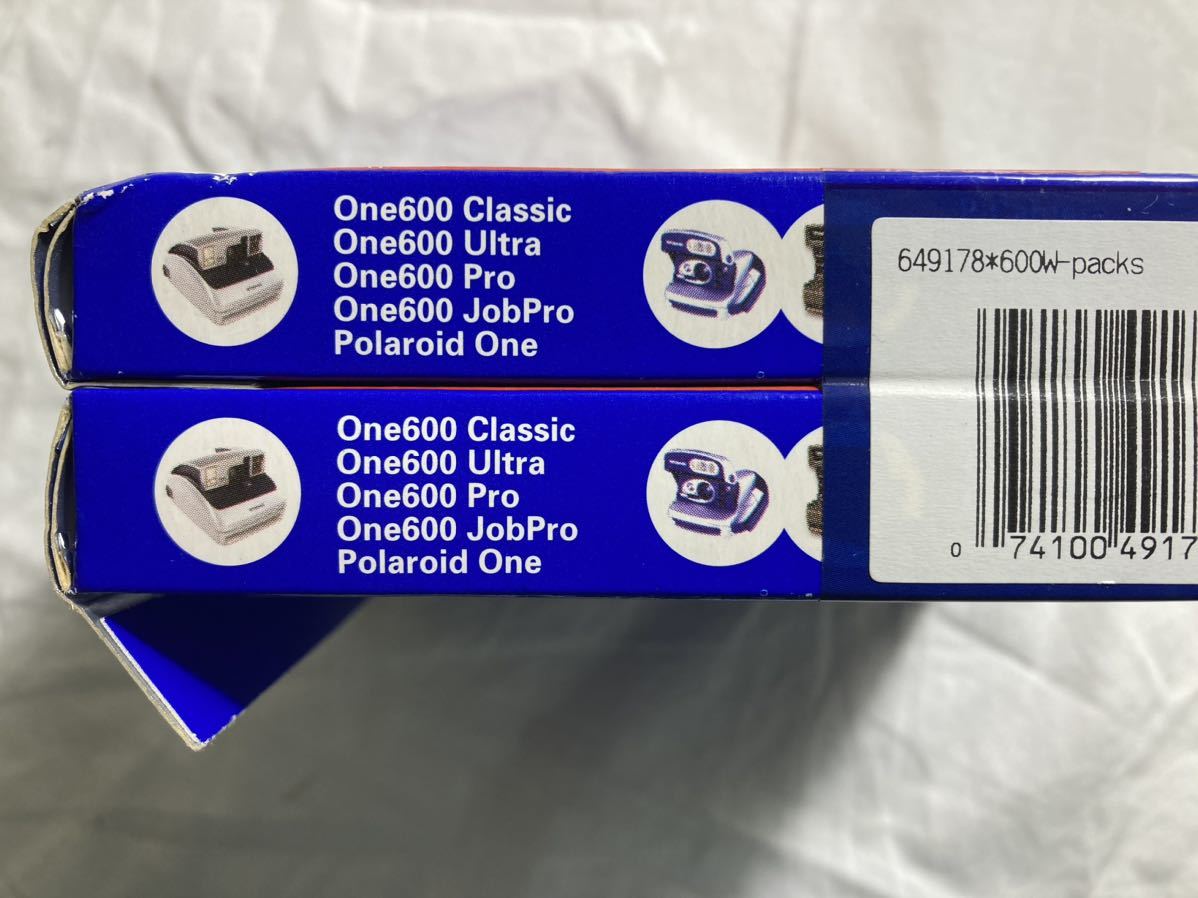 One600 Classic
One600 Ultra
One600 Pro
One600 JobPro
Polaroid One
649178*600W-packs
One600 Classic
One600 Ultra
One600 Pro
One600 JobPro
Polaroid One
0 74100 4917